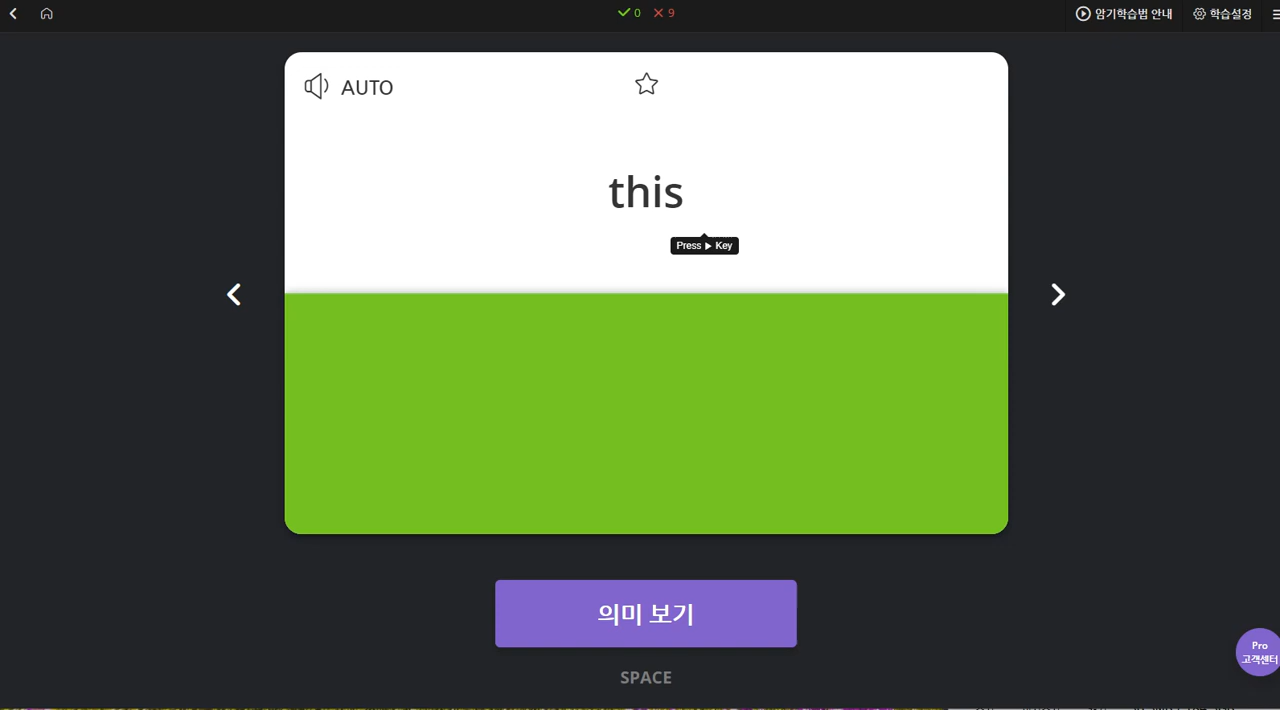 0 9 암기학습법 안내 학습설정
AUTO
this
Press Key
의미 보기
SPACE
Pro
고객센터